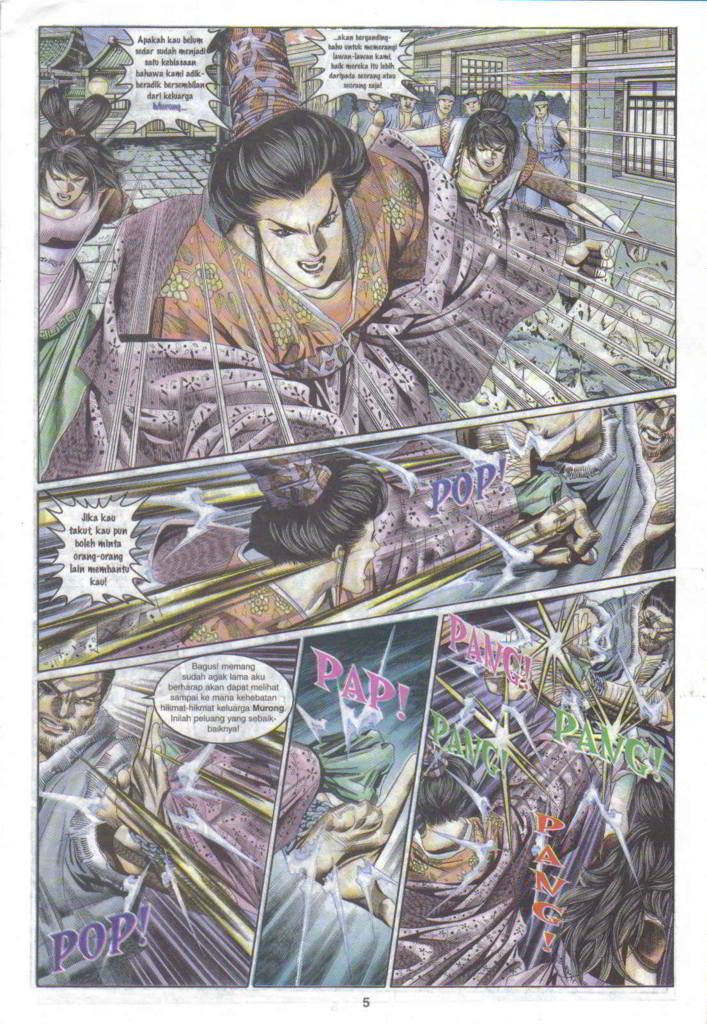 Apakah kau belum
sedar sudah menjadi
satu kebiasaan
bahawa kami adik-
beradik bersembilan
dari keluarga
Murong...
...akan berganding-
bahu untuk memerangi
lawan-lawan kami,
baik mereka itu lebih
daripada seorang atau
seorang saja!
POP!
Jika kau
takut, kau pun
boleh minta
orang-orang
lain membantu
kau!
Bagus! memang
sudah agak lama aku
berharap akan dapat melihat
sampai ke mana kehebatan
hikmat-hikmat keluarga Murong.
Inilah peluang yang sebaik-
baiknya!
POP!
PAP!
PANG!
PANG!
PANG!
PANG!
5